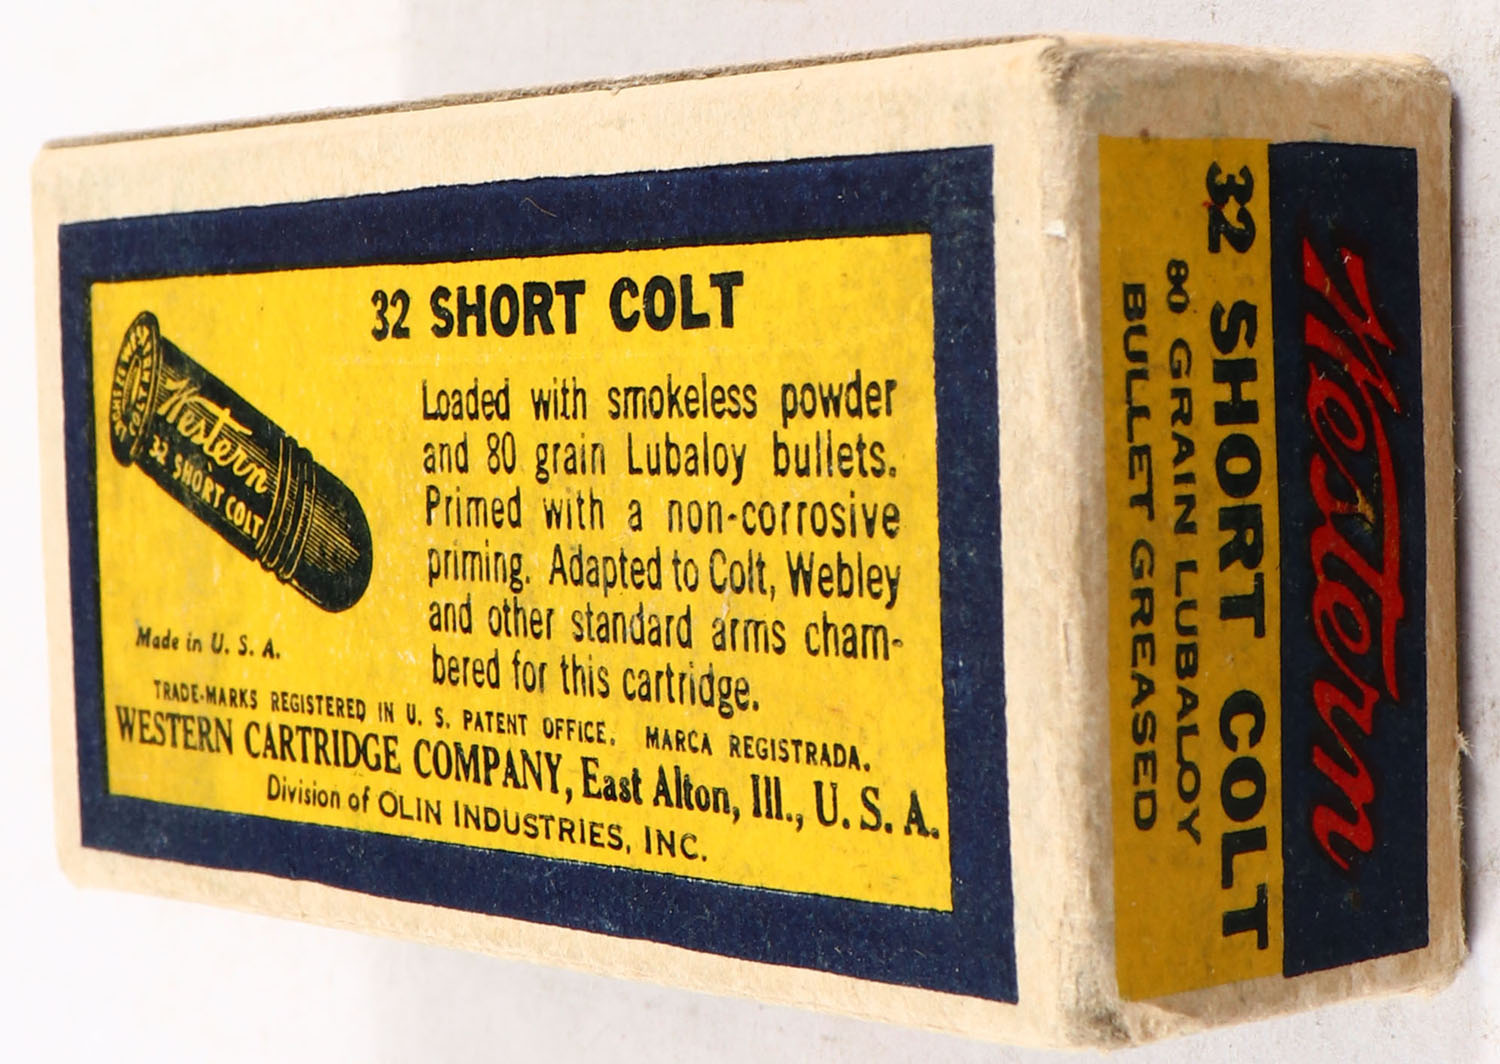 32 SHORT COLT
Loaded with smokeless powder
and 80 grain Lubaloy bullets.
Primed with a non-corrosive
priming. Adapted to Colt, Webley
and other standard arms cham-
bered for this cartridge.
Western
32 SHORT COLT
Made in U. S. A.
TRADE-MARKS REGISTERED IN U. S. PATENT OFFICE. MARCA REGISTRADA.
WESTERN CARTRIDGE COMPANY, East Alton, Ill., U. S. A.
Division of OLIN INDUSTRIES, INC.
Western
32 SHORT COLT
80 GRAIN LUBALOY
BULLET GREASED